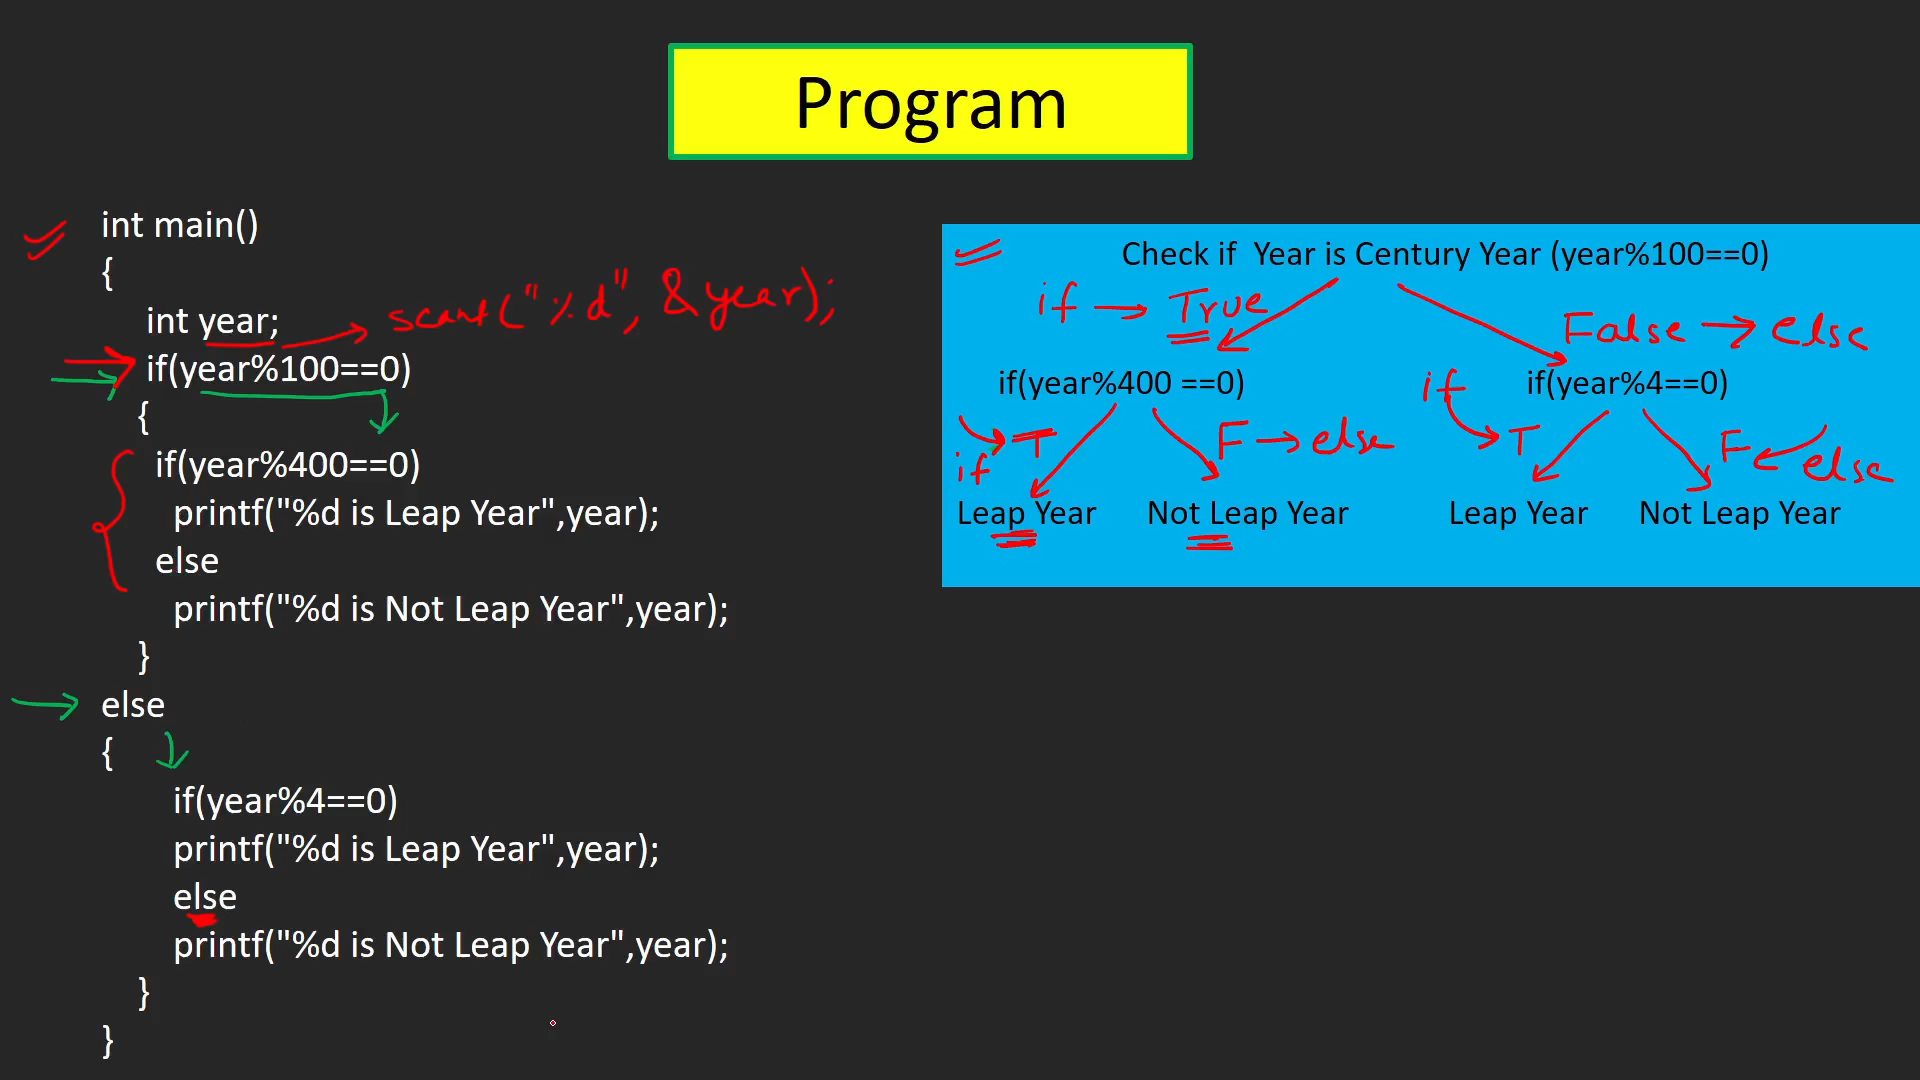 Program
int main()
{
int year; scanf("%d", &year);
if(year%100==0)
{
if(year%400==0)
printf("%d is Leap Year",year);
else
printf("%d is Not Leap Year",year);
}
else
{
if(year%4==0)
printf("%d is Leap Year",year);
else
printf("%d is Not Leap Year",year);
}
}
Check if Year is Century Year (year%100==0)
if True False else
if(year%400 ==0) if if(year%4==0)
if T F else T F else
Leap Year Not Leap Year Leap Year Not Leap Year